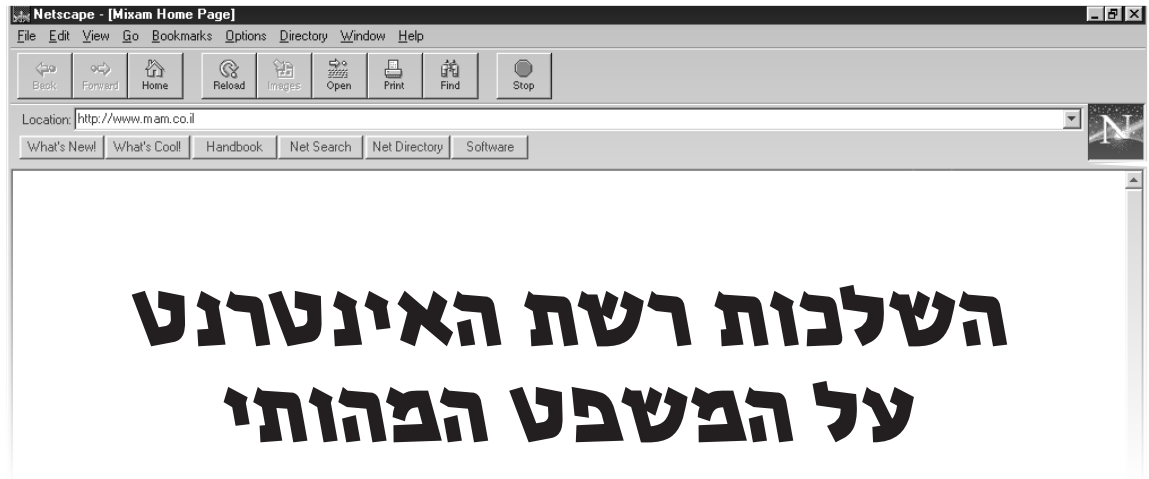 Netscape - [Mixam Home Page]
File Edit View Go Bookmarks Options Directory Window Help
Back Forward Home Reload Images Open Print Find Stop
Location: http://www.mam.co.il
N
What's New! What's Cool! Handbook Net Search Net Directory Software
השלכות רשת האינטרנט
על המשפט המהותי